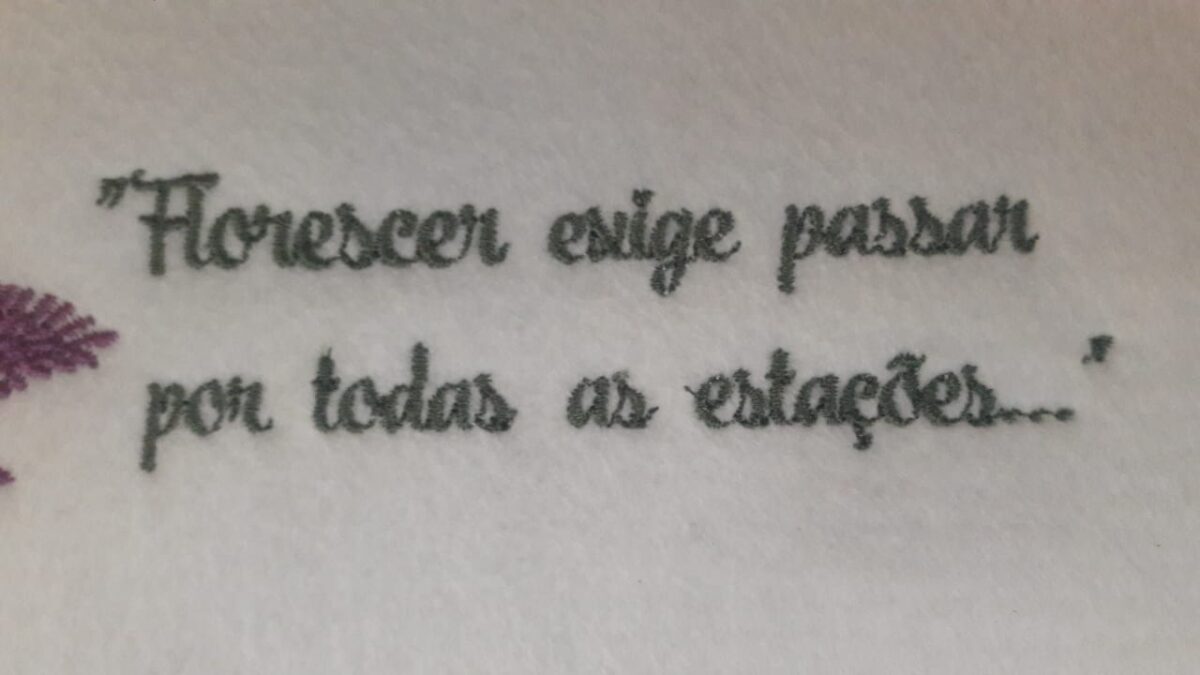 "Florescer exige passar
por todas as estações..."